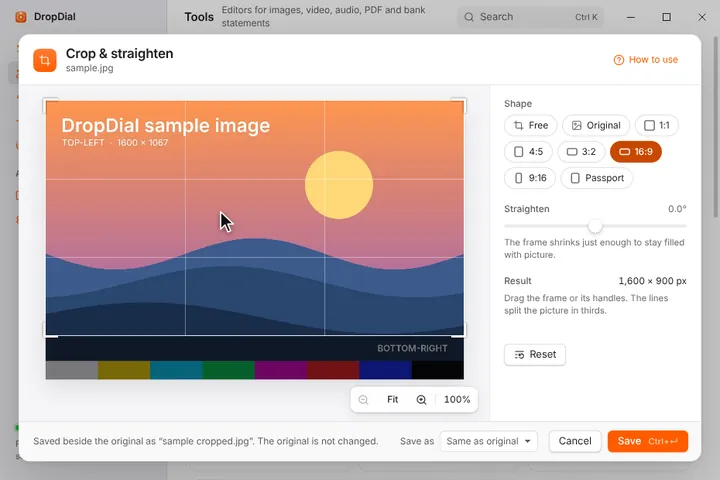 DropDial
Tools
Editors for images, video, audio, PDF and bank
statements
Search
Ctrl K
Crop & straighten
sample.jpg
How to use
DropDial sample image
TOP-LEFT · 1600 × 1067
BOTTOM-RIGHT
Fit
100%
Shape
Free
Original
1:1
4:5
3:2
16:9
9:16
Passport
Straighten
0.0°
The frame shrinks just enough to stay filled
with picture.
Result
1,600 × 900 px
Drag the frame or its handles. The lines
split the picture in thirds.
Reset
Saved beside the original as “sample cropped.jpg”. The original is not changed.
Save as
Same as original
Cancel
Save
Ctrl+↵